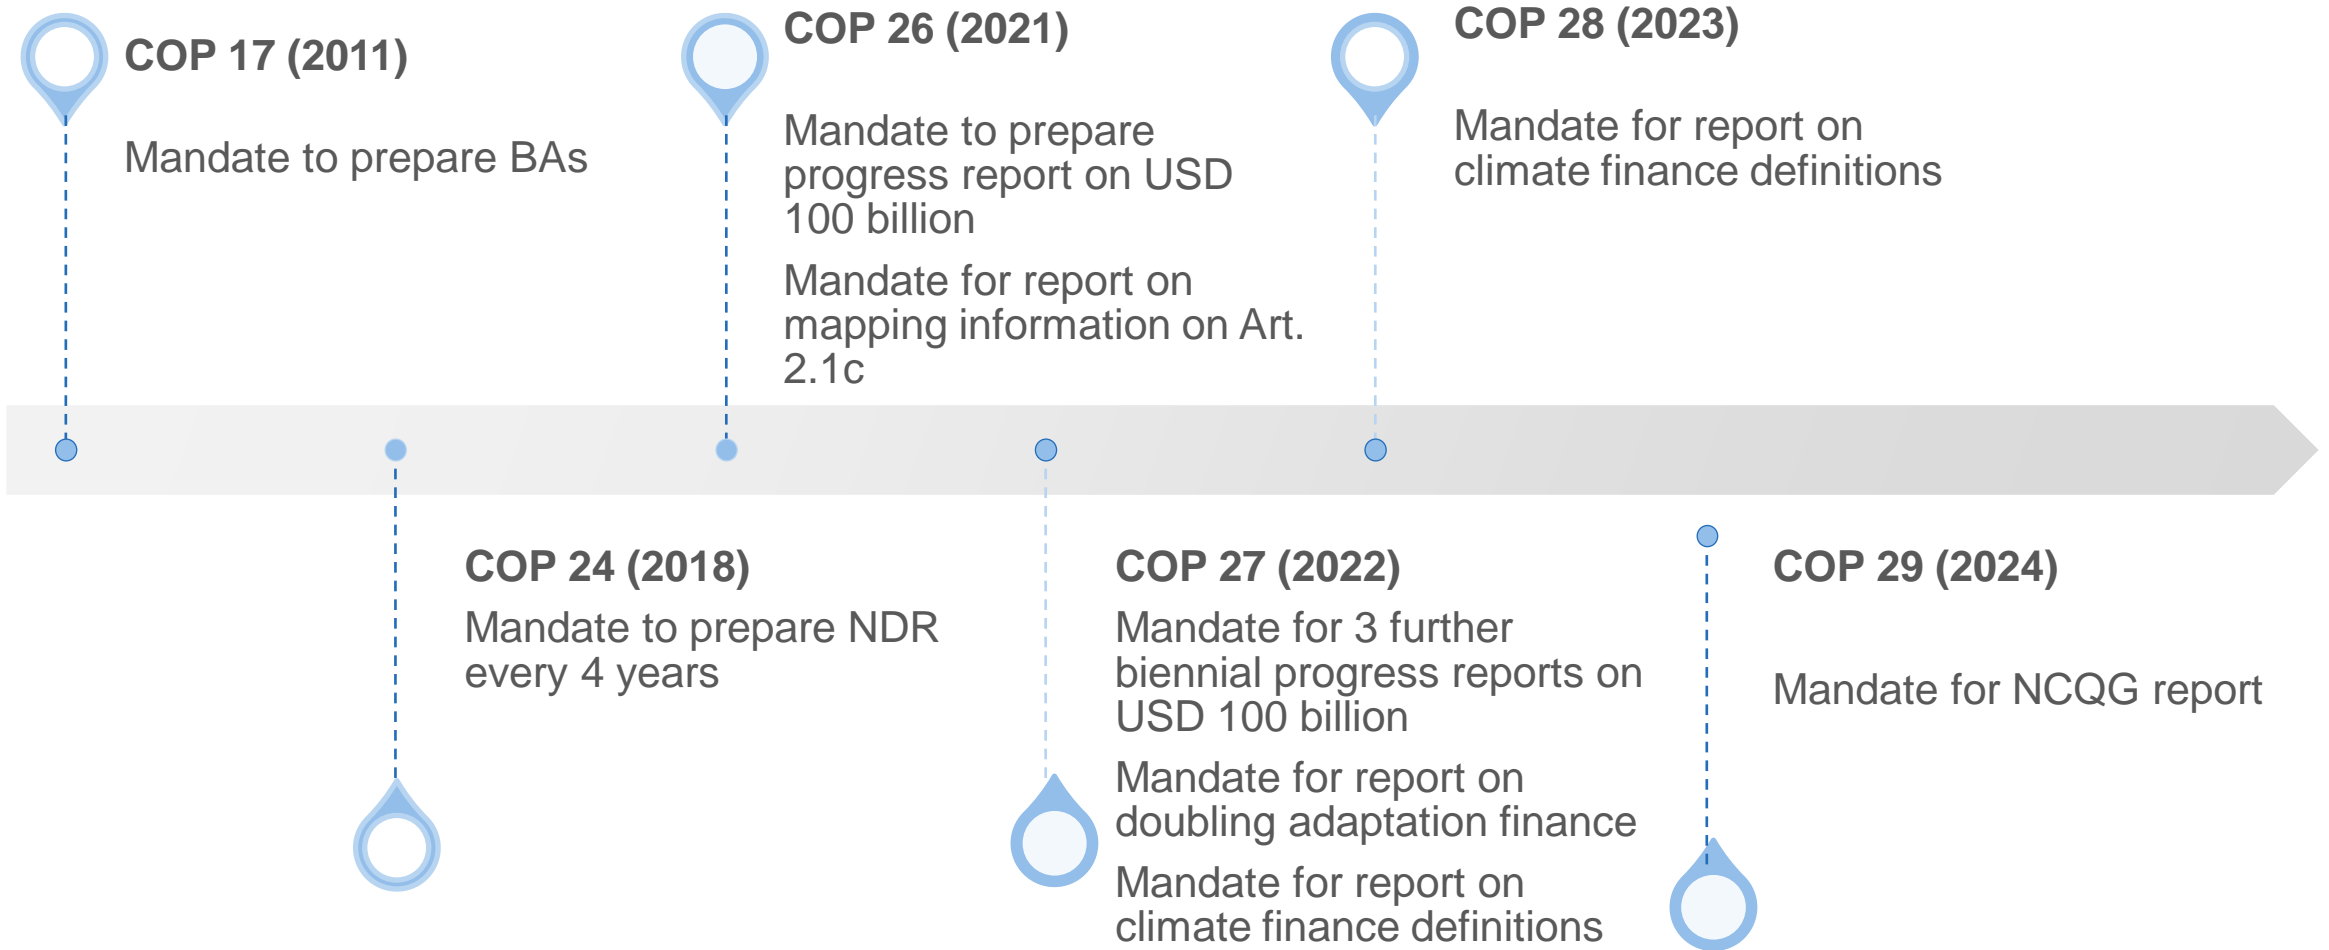 COP 17 (2011)
Mandate to prepare BAs
COP 26 (2021)
Mandate to prepare
progress report on USD
100 billion
Mandate for report on
mapping information on Art.
2.1c
COP 28 (2023)
Mandate for report on
climate finance definitions
COP 24 (2018)
Mandate to prepare NDR
every 4 years
COP 27 (2022)
Mandate for 3 further
biennial progress reports on
USD 100 billion
Mandate for report on
doubling adaptation finance
Mandate for report on
climate finance definitions
COP 29 (2024)
Mandate for NCQG report